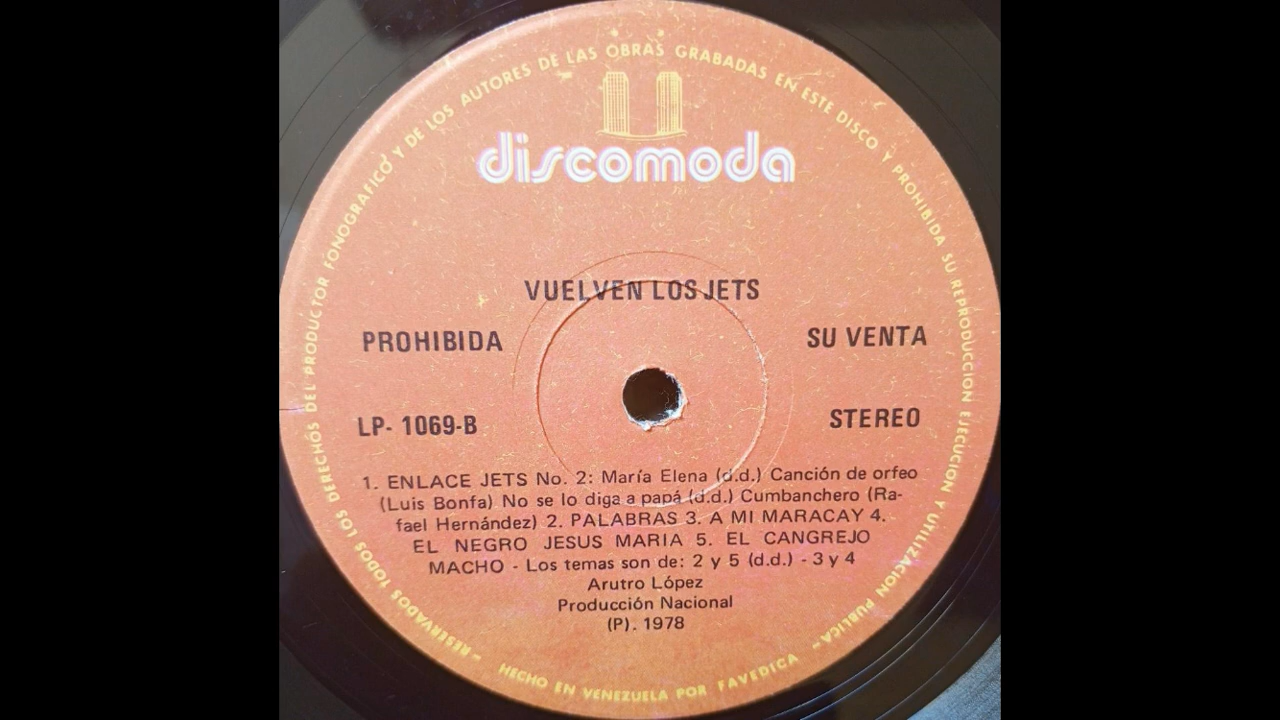 RESERVADOS TODOS LOS DERECHOS DEL PRODUCTOR FONOGRAFICO Y DE LOS AUTORES DE LAS OBRAS GRABADAS EN ESTE DISCO Y PROHIBIDA SU REPRODUCCION EJECUCION Y UTILIZACION PUBLICA
discomoda
VUELVEN LOS JETS
PROHIBIDA SU VENTA
LP- 1069-B STEREO
1. ENLACE JETS No. 2: María Elena (d.d.) Canción de orfeo
(Luis Bonfa) No se lo diga a papá (d.d.) Cumbanchero (Ra-
fael Hernández) 2. PALABRAS 3. A MI MARACAY 4.
EL NEGRO JESUS MARIA 5. EL CANGREJO
MACHO - Los temas son de: 2 y 5 (d.d.) - 3 y 4
Arutro López
Producción Nacional
(P). 1978
HECHO EN VENEZUELA POR FAVEDICA